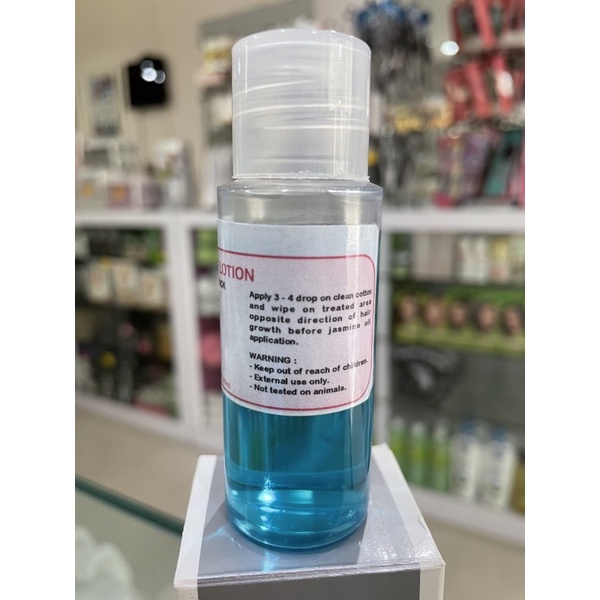 LOTION
Apply 3 - 4 drop on clean cotton
and wipe on treated area
opposite direction of hair
growth before jasmine oil
application.
WARNING :
- Keep out of reach of children.
- External use only.
- Not tested on animals.